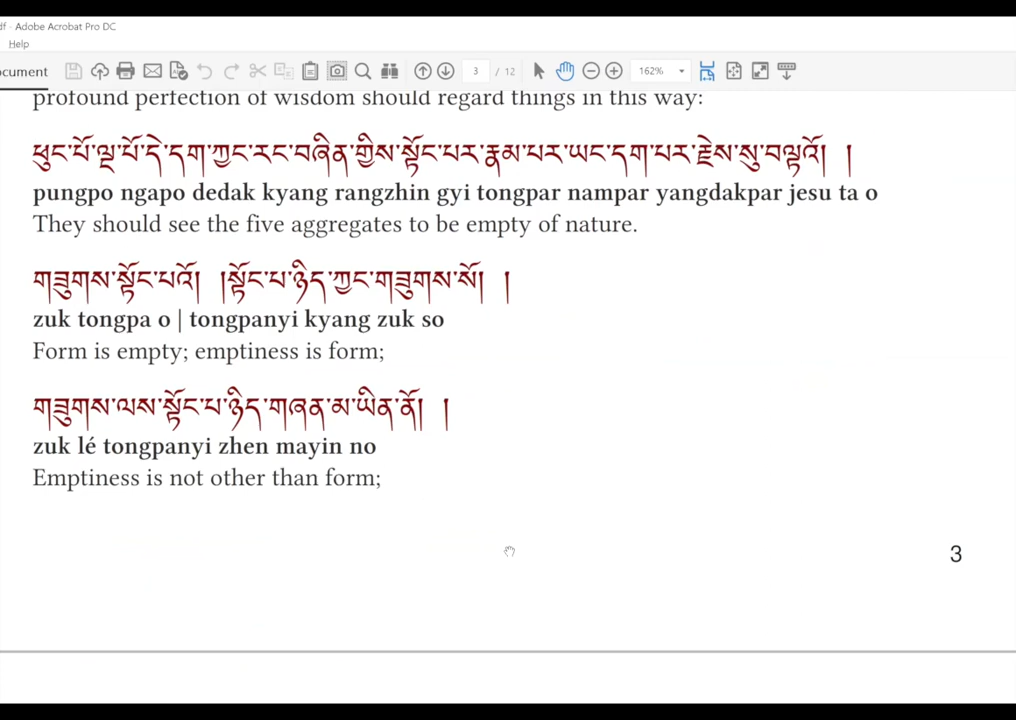 df - Adobe Acrobat Pro DC
Help
ocument 3 / 12 162%
profound perfection of wisdom should regard things in this way:
ཕུང་པོ་ལྔ་པོ་དེ་དག་ཀྱང་རང་བཞིན་གྱིས་སྟོང་པར་རྣམ་པར་ཡང་དག་པར་རྗེས་སུ་བལྟའོ། །
pungpo ngapo dedak kyang rangzhin gyi tongpar nampar yangdakpar jesu ta o
They should see the five aggregates to be empty of nature.
གཟུགས་སྟོང་པའོ། །སྟོང་པ་ཉིད་ཀྱང་གཟུགས་སོ། །
zuk tongpa o | tongpanyi kyang zuk so
Form is empty; emptiness is form;
གཟུགས་ལས་སྟོང་པ་ཉིད་གཞན་མ་ཡིན་ནོ། །
zuk lé tongpanyi zhen mayin no
Emptiness is not other than form;
3